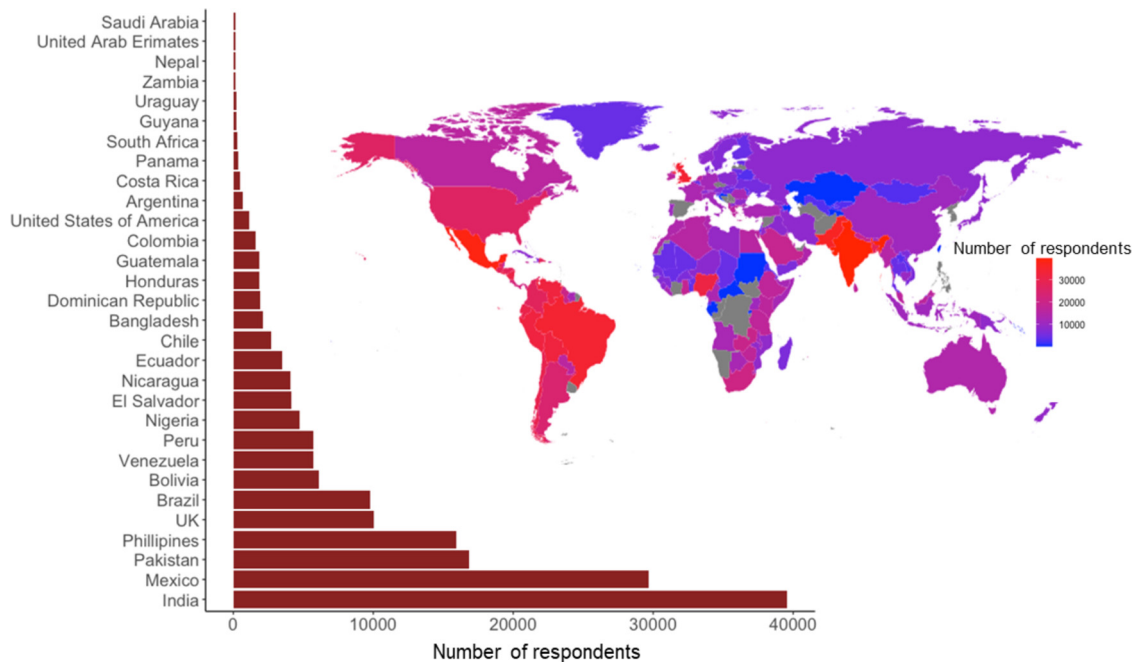 Saudi Arabia
United Arab Erimates
Nepal
Zambia
Uraguay
Guyana
South Africa
Panama
Costa Rica
Argentina
United States of America
Colombia
Guatemala
Honduras
Dominican Republic
Bangladesh
Chile
Ecuador
Nicaragua
El Salvador
Nigeria
Peru
Venezuela
Bolivia
Brazil
UK
Phillipines
Pakistan
Mexico
India
0 10000 20000 30000 40000
Number of respondents
Number of respondents
30000
20000
10000